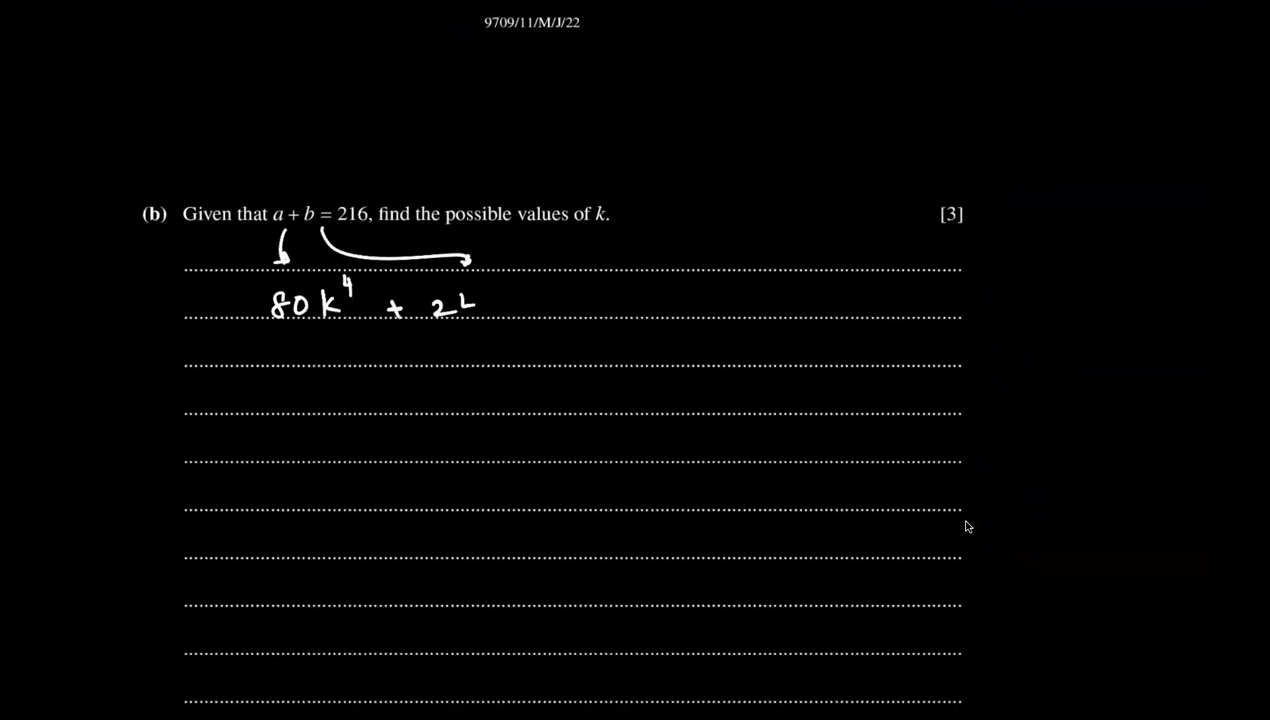 9709/11/M/J/22
(b) Given that a + b = 216, find the possible values of k. [3]
80k⁴ + 2